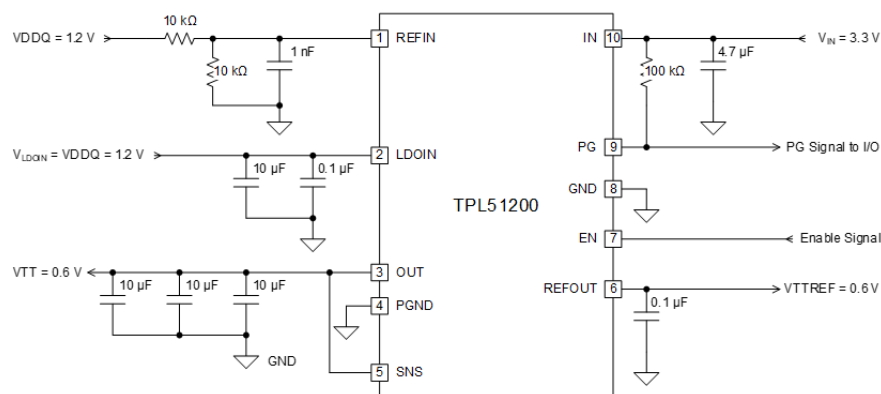 10 kΩ
VDDQ = 1.2 V
10 kΩ
1 nF
1 REFIN
IN 10
100 kΩ
4.7 µF
VIN = 3.3 V
VLDOIN = VDDQ = 1.2 V
10 µF
0.1 µF
2 LDOIN
PG 9
PG Signal to I/O
GND 8
TPL51200
EN 7
Enable Signal
VTT = 0.6 V
10 µF
10 µF
10 µF
3 OUT
4 PGND
GND
5 SNS
REFOUT 6
0.1 µF
VTTREF = 0.6V